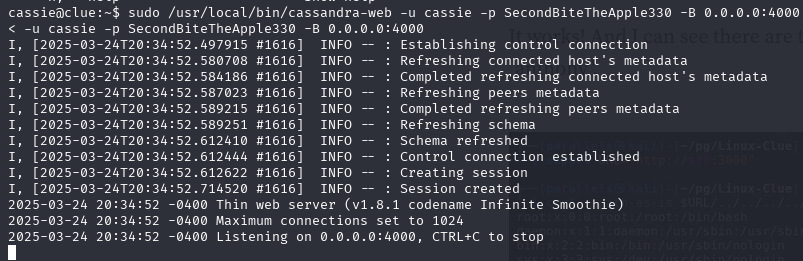 cassie@clue:~$ sudo /usr/local/bin/cassandra-web -u cassie -p SecondBiteTheApple330 -B 0.0.0.0:4000
< -u cassie -p SecondBiteTheApple330 -B 0.0.0.0:4000
I, [2025-03-24T20:34:52.497915 #1616]  INFO -- : Establishing control connection
I, [2025-03-24T20:34:52.580708 #1616]  INFO -- : Refreshing connected host's metadata
I, [2025-03-24T20:34:52.584186 #1616]  INFO -- : Completed refreshing connected host's metadata
I, [2025-03-24T20:34:52.587023 #1616]  INFO -- : Refreshing peers metadata
I, [2025-03-24T20:34:52.589215 #1616]  INFO -- : Completed refreshing peers metadata
I, [2025-03-24T20:34:52.589251 #1616]  INFO -- : Refreshing schema
I, [2025-03-24T20:34:52.612410 #1616]  INFO -- : Schema refreshed
I, [2025-03-24T20:34:52.612444 #1616]  INFO -- : Control connection established
I, [2025-03-24T20:34:52.612622 #1616]  INFO -- : Creating session
I, [2025-03-24T20:34:52.714520 #1616]  INFO -- : Session created
2025-03-24 20:34:52 -0400 Thin web server (v1.8.1 codename Infinite Smoothie)
2025-03-24 20:34:52 -0400 Maximum connections set to 1024
2025-03-24 20:34:52 -0400 Listening on 0.0.0.0:4000, CTRL+C to stop